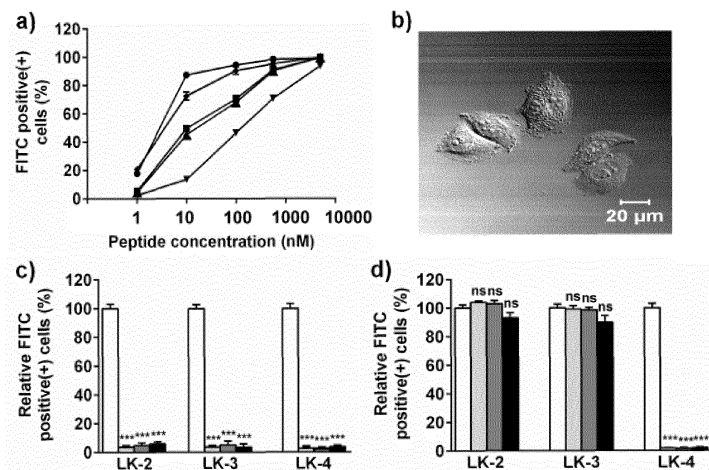 a)
FITC positive(+)
cells (%)
120
100
80
60
40
20
0
1 10 100 1000 10000
Peptide concentration (nM)
b)
20 µm
c)
Relative FITC
positive(+) cells (%)
120
100
80
60
40
20
0
*** *** ***
*** *** ***
*** *** ***
LK-2 LK-3 LK-4
d)
Relative FITC
positive(+) cells (%)
120
100
80
60
40
20
0
ns ns ns
ns ns ns
*** *** ***
LK-2 LK-3 LK-4